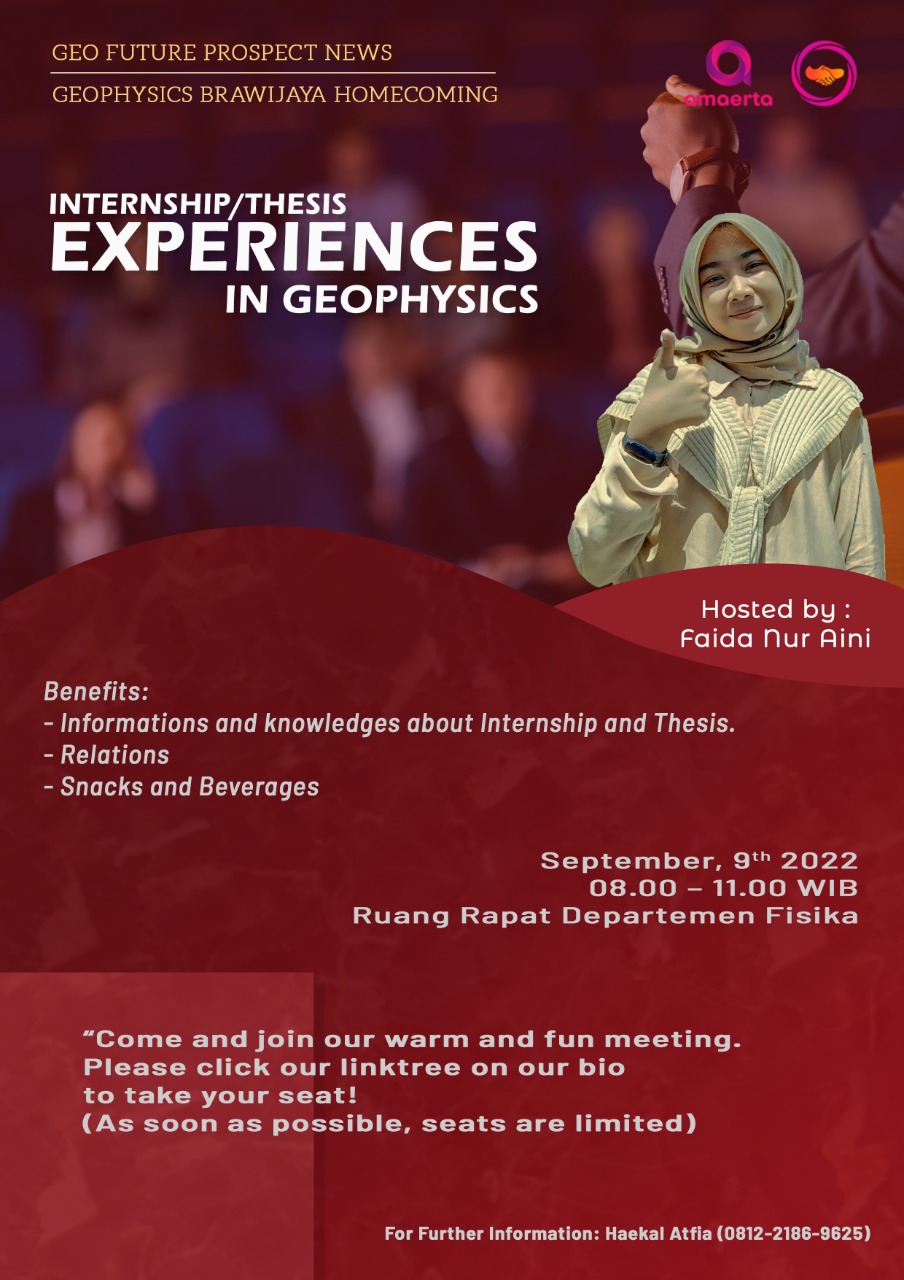 GEO FUTURE PROSPECT NEWS
GEOPHYSICS BRAWIJAYA HOMECOMING
amaerta
INTERNSHIP/THESIS
EXPERIENCES
IN GEOPHYSICS
Hosted by :
Faida Nur Aini
Benefits:
- Informations and knowledges about Internship and Thesis.
- Relations
- Snacks and Beverages
September, 9th 2022
08.00 – 11.00 WIB
Ruang Rapat Departemen Fisika
“Come and join our warm and fun meeting.
Please click our linktree on our bio
to take your seat!
(As soon as possible, seats are limited)
For Further Information: Haekal Atfia (0812-2186-9625)